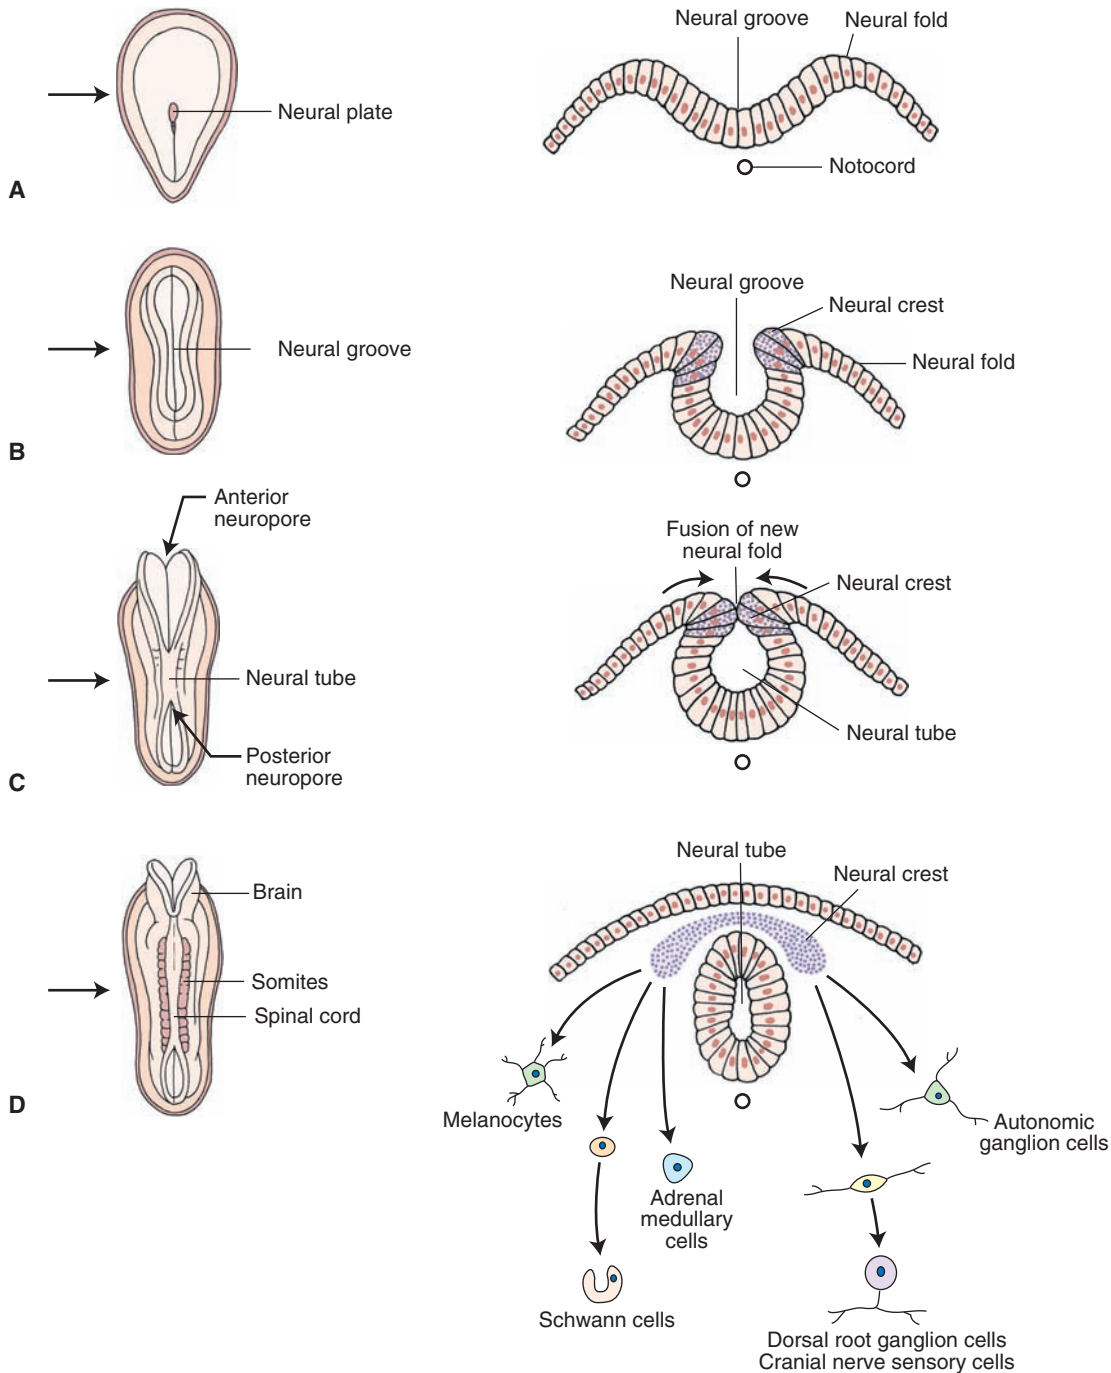 Neural groove
Neural fold
Neural plate
Notocord
A
Neural groove
Neural crest
Neural groove
Neural fold
B
Anterior
neuropore
Fusion of new
neural fold
Neural crest
Neural tube
Neural tube
Posterior
neuropore
C
Neural tube
Neural crest
Brain
Somites
Spinal cord
D
Melanocytes
Autonomic
ganglion cells
Adrenal
medullary
cells
Schwann cells
Dorsal root ganglion cells
Cranial nerve sensory cells